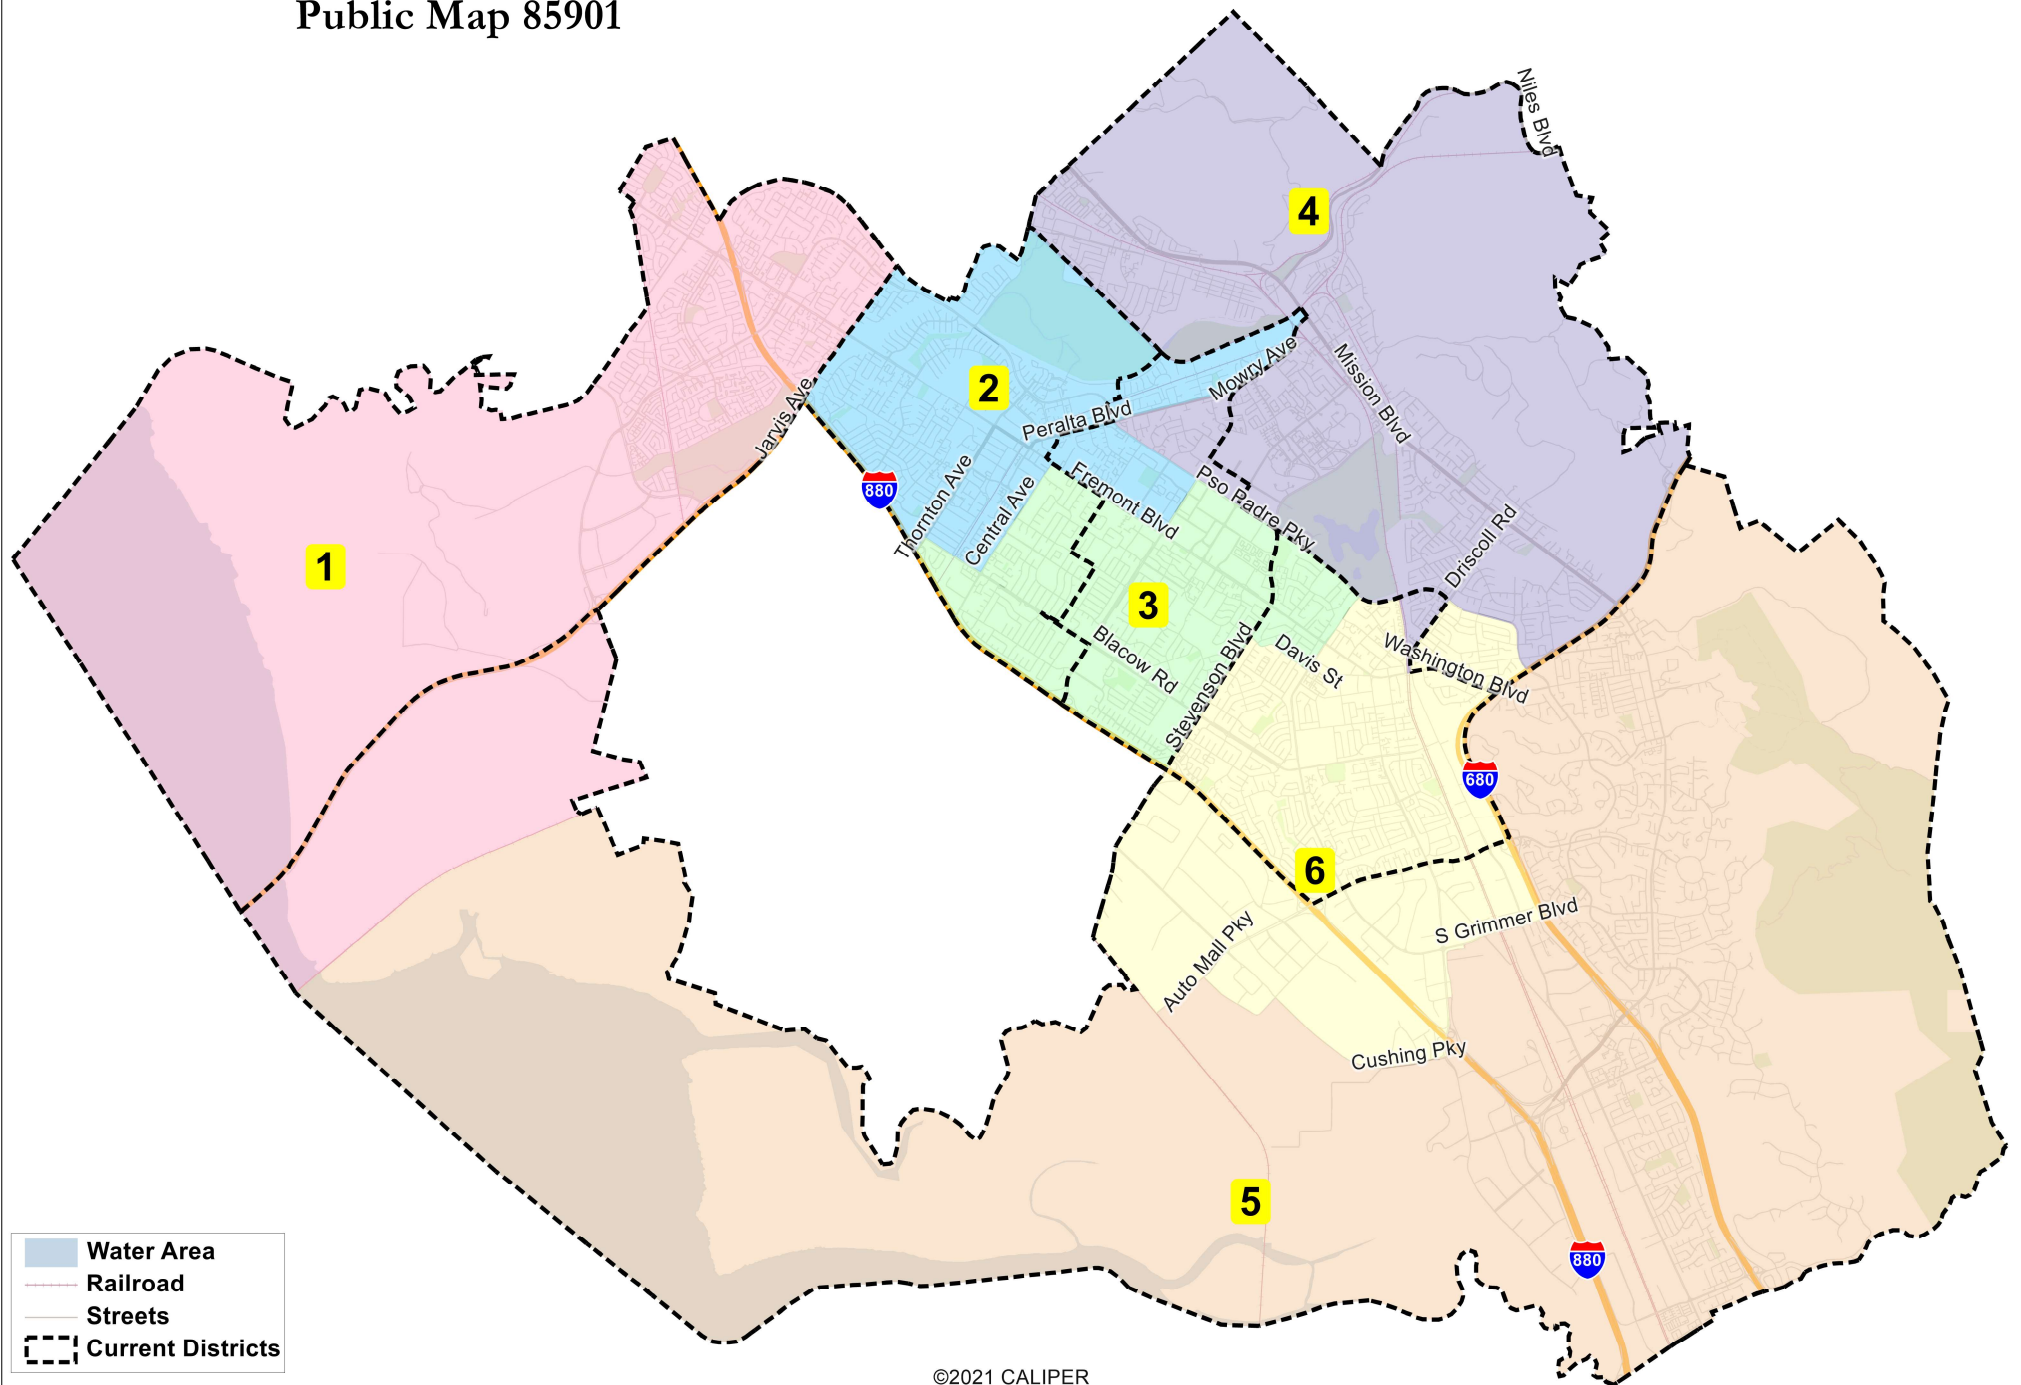 Public Map 85901
Niles Blvd
4
Mission Blvd
Mowry Ave
2
Peralta Blvd
Jarvis Ave
880
Thornton Ave
Central Ave
Fremont Blvd
Pso Padre Pky
Driscoll Rd
1
3
Blacow Rd
Stevenson Blvd
Davis St
Washington Blvd
680
6
Auto Mall Pky
S Grimmer Blvd
Cushing Pky
5
880
Water Area
Railroad
Streets
Current Districts
©2021 CALIPER